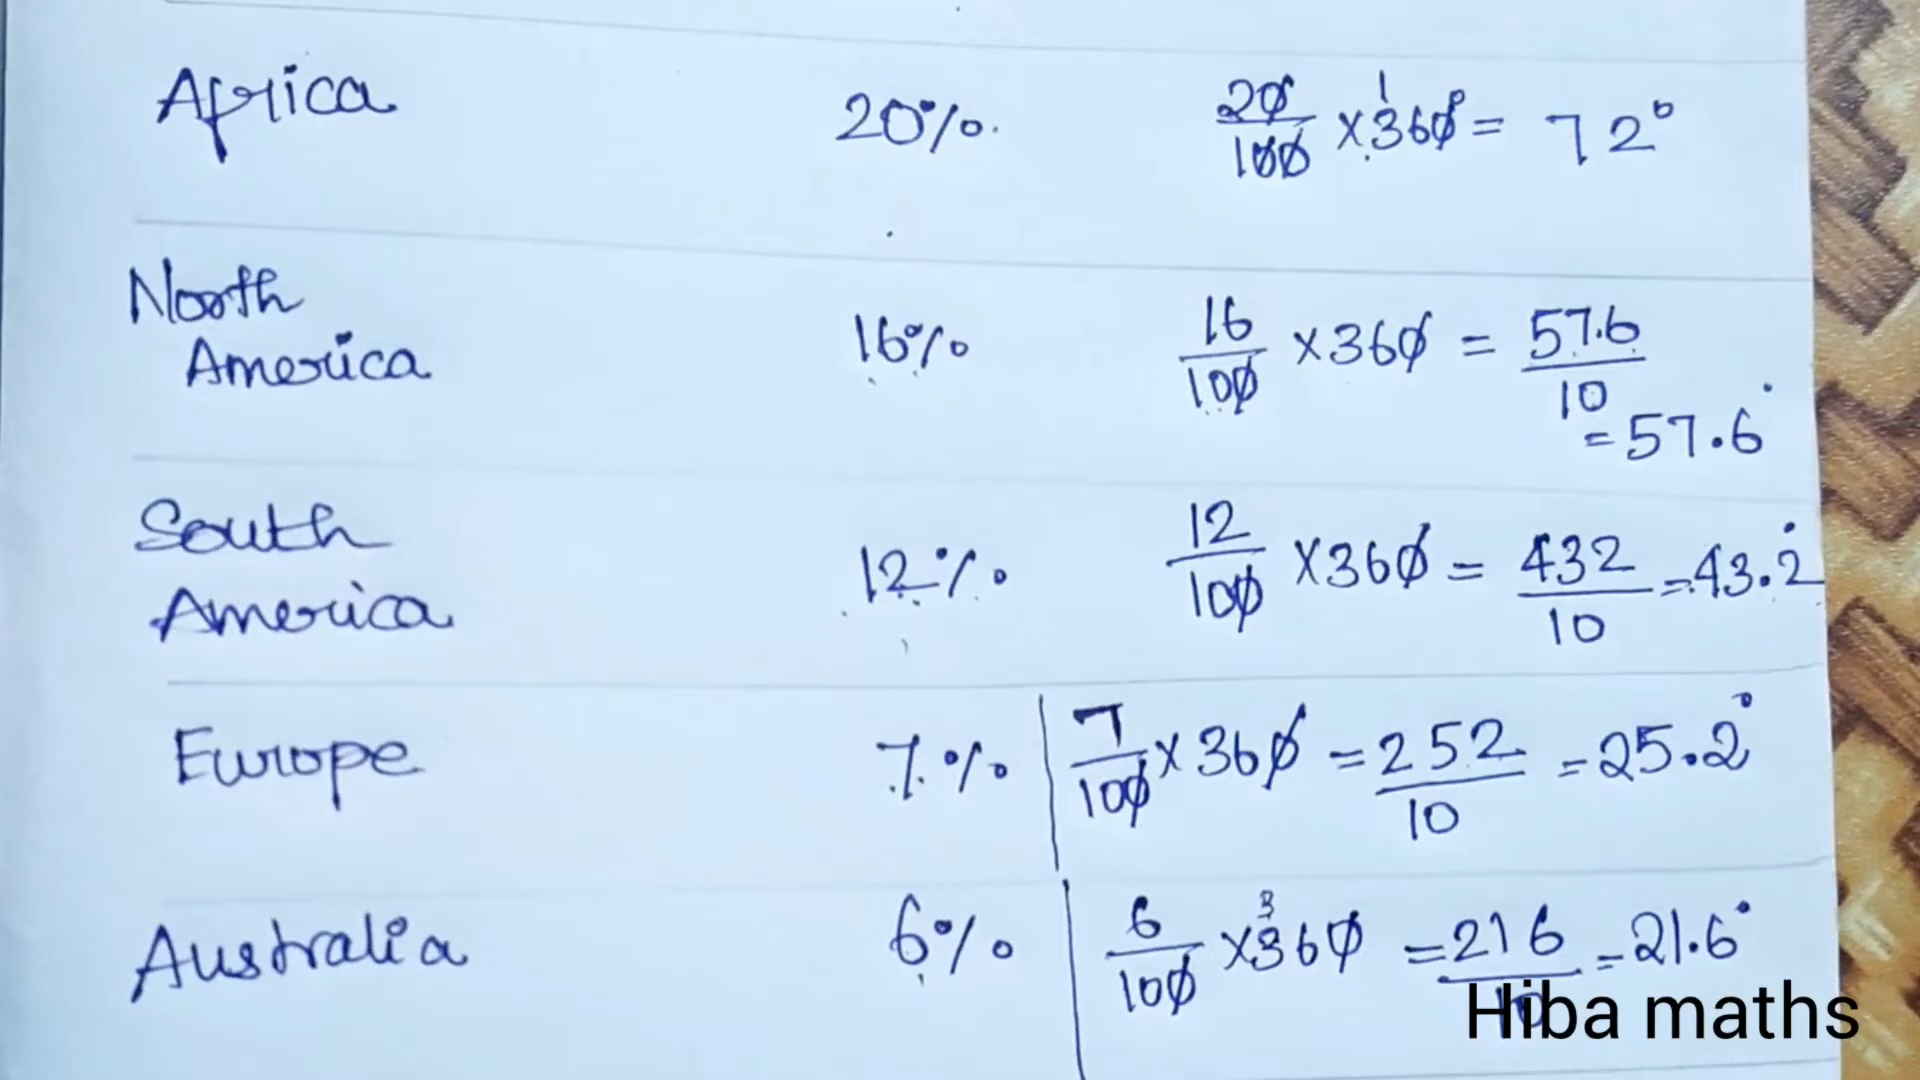 Africa 20% 20/100 x 360° = 72°
North
America 16% 16/100 x 360 = 57.6/10
= 57.6°
South
America 12% 12/100 x 360 = 432/10 = 43.2°
Europe 7% 7/100 x 360 = 252/10 = 25.2°
Australia 6% 6/100 x 360 = 216/10 = 21.6°
Hiba maths